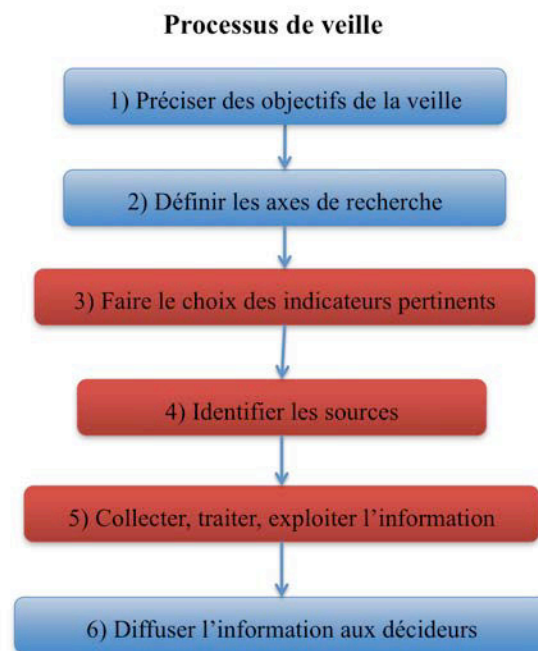 Processus de veille
1) Préciser des objectifs de la veille
2) Définir les axes de recherche
3) Faire le choix des indicateurs pertinents
4) Identifier les sources
5) Collecter, traiter, exploiter l’information
6) Diffuser l’information aux décideurs